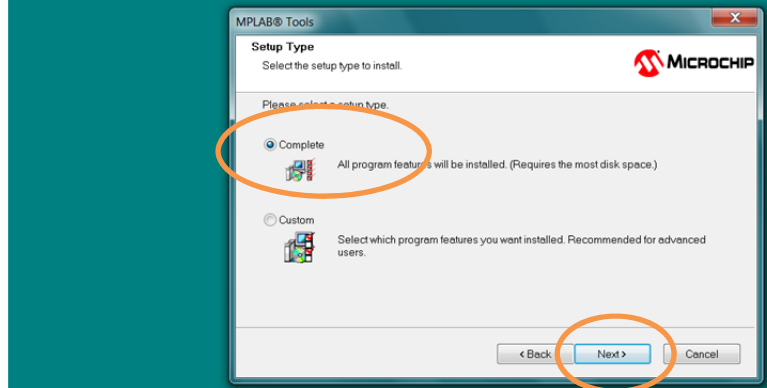 MPLAB® Tools
X
Setup Type
Select the setup type to install.
MICROCHIP
Please select a setup type.
Complete
All program features will be installed. (Requires the most disk space.)
Custom
Select which program features you want installed. Recommended for advanced
users.
< Back
Next >
Cancel